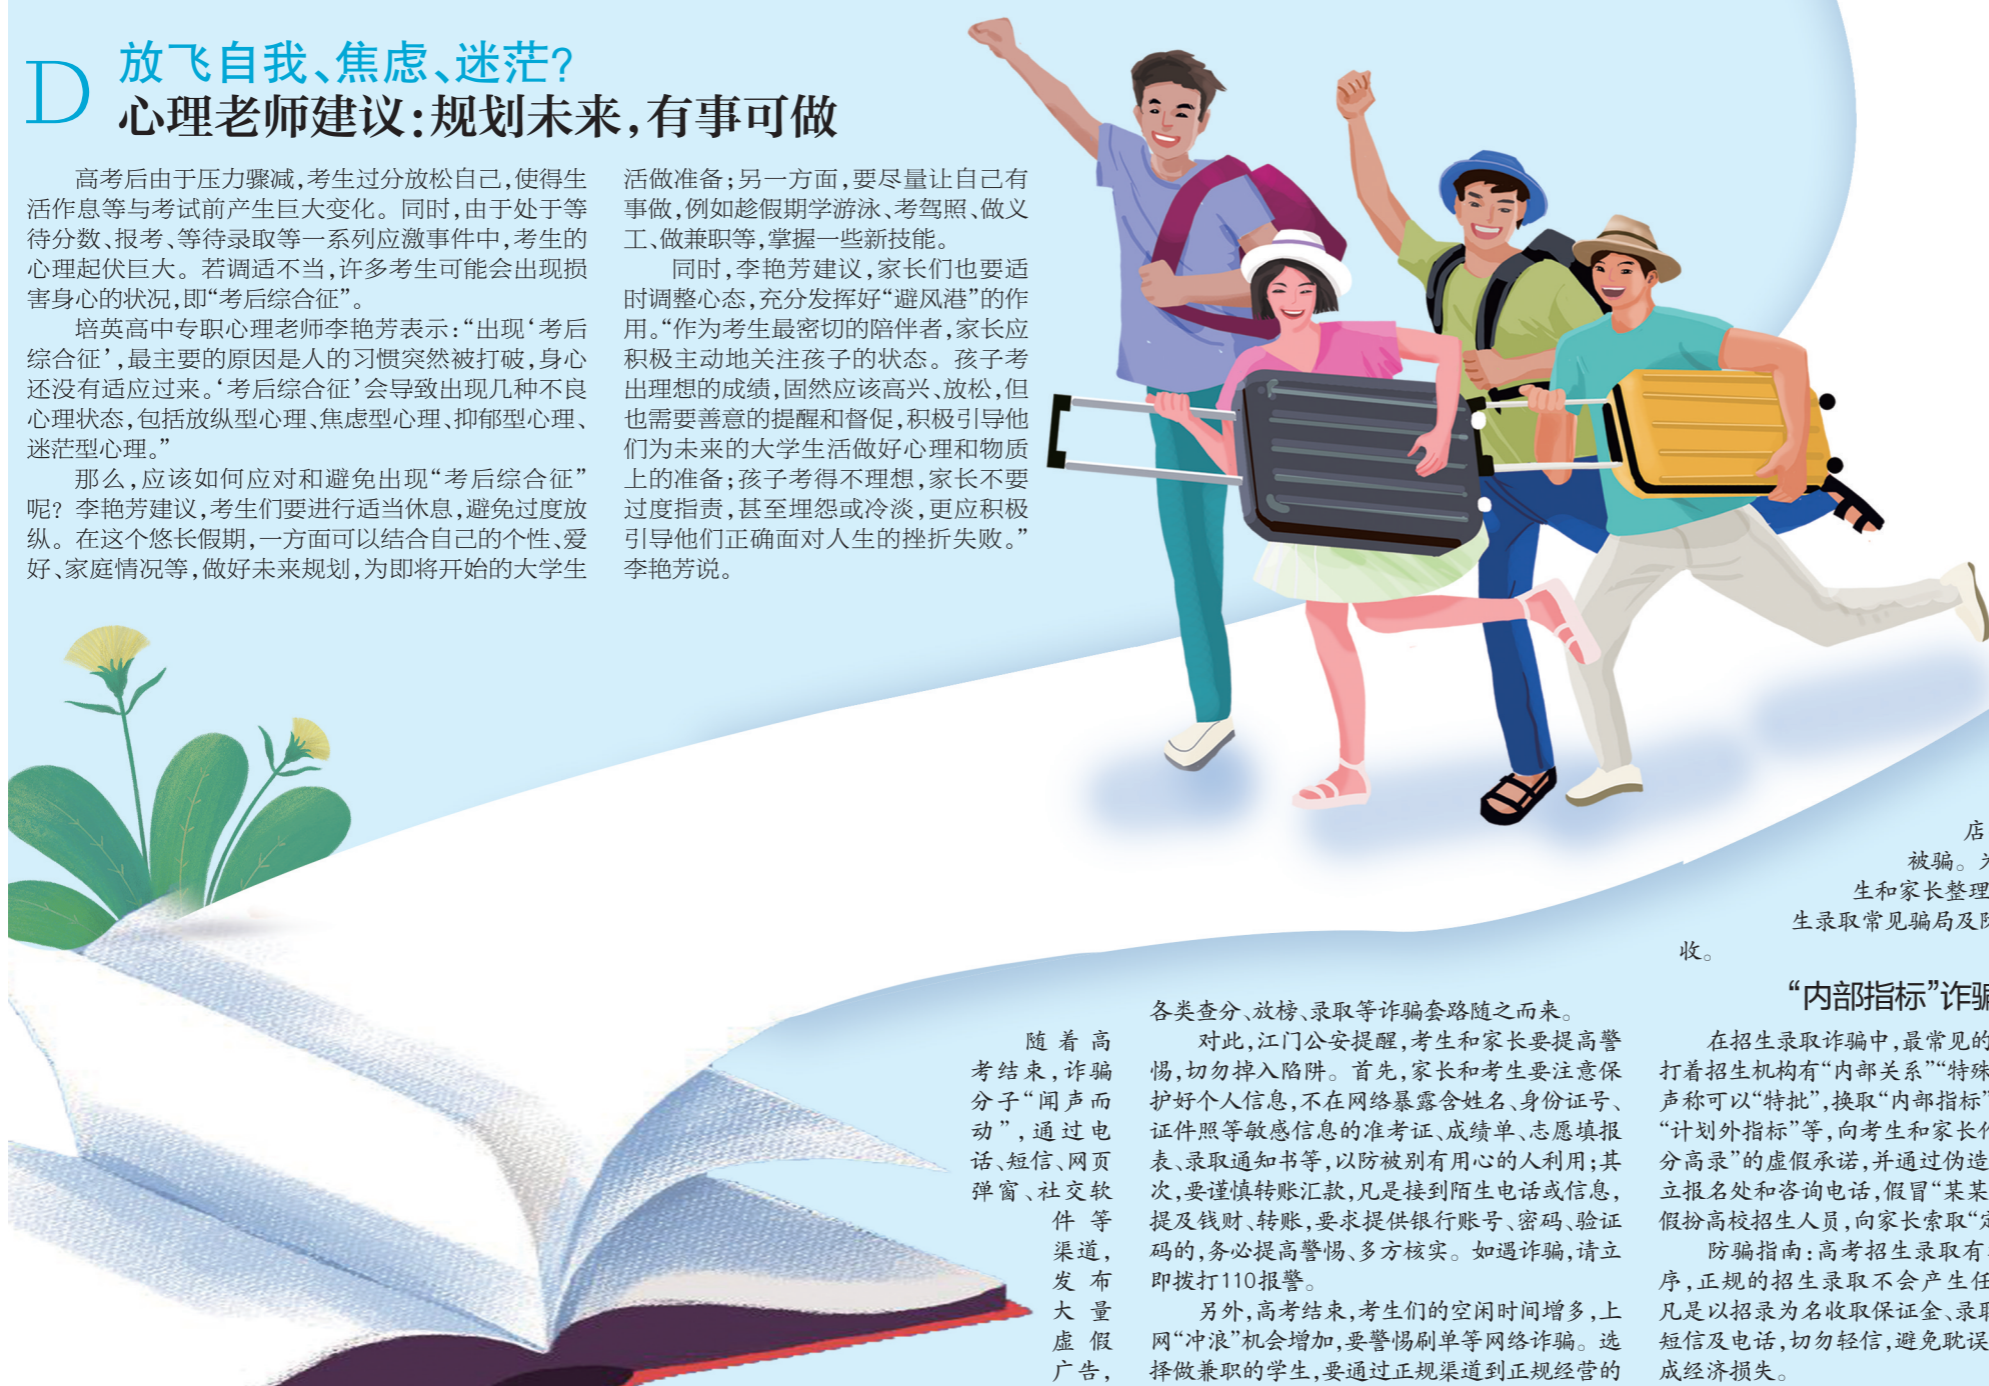 D
放飞自我、焦虑、迷茫？
心理老师建议：规划未来，有事可做
高考后由于压力骤减，考生过分放松自己，使得生
活作息等与考试前产生巨大变化。同时，由于处于等
待分数、报考、等待录取等一系列应激事件中，考生的
心理起伏巨大。若调适不当，许多考生可能会出现损
害身心的状况，即“考后综合征”。
培英高中专职心理老师李艳芳表示：“出现‘考后
综合征’，最主要的原因是人的习惯突然被打破，身心
还没有适应过来。‘考后综合征’会导致出现几种不良
心理状态，包括放纵型心理、焦虑型心理、抑郁型心理、
迷茫型心理。”
那么，应该如何应对和避免出现“考后综合征”
呢？李艳芳建议，考生们要进行适当休息，避免过度放
纵。在这个悠长假期，一方面可以结合自己的个性、爱
好、家庭情况等，做好未来规划，为即将开始的大学生
活做准备；另一方面，要尽量让自己有
事做，例如趁假期学游泳、考驾照、做义
工、做兼职等，掌握一些新技能。
同时，李艳芳建议，家长们也要适
时调整心态，充分发挥好“避风港”的作
用。“作为考生最密切的陪伴者，家长应
积极主动地关注孩子的状态。孩子考
出理想的成绩，固然应该高兴、放松，但
也需要善意的提醒和督促，积极引导他
们为未来的大学生活做好心理和物质
上的准备；孩子考得不理想，家长不要
过度指责，甚至埋怨或冷淡，更应积极
引导他们正确面对人生的挫折失败。”
李艳芳说。
随着高
考结束，诈骗
分子“闻声而
动”，通过电
话、短信、网页
弹窗、社交软
件等
渠道，
发布
大量
虚假
广告，
各类查分、放榜、录取等诈骗套路随之而来。
对此，江门公安提醒，考生和家长要提高警
惕，切勿掉入陷阱。首先，家长和考生要注意保
护好个人信息，不在网络暴露含姓名、身份证号、
证件照等敏感信息的准考证、成绩单、志愿填报
表、录取通知书等，以防被别有用心的人利用；其
次，要谨慎转账汇款，凡是接到陌生电话或信息，
提及钱财、转账，要求提供银行账号、密码、验证
码的，务必提高警惕、多方核实。如遇诈骗，请立
即拨打110报警。
另外，高考结束，考生们的空闲时间增多，上
网“冲浪”机会增加，要警惕刷单等网络诈骗。选
择做兼职的学生，要通过正规渠道到正规经营的
店
被骗。
生和家长整理
生录取常见骗局及
收。
“内部指标”诈骗
在招生录取诈骗中，最常见的
打着招生机构有“内部关系”“特殊
声称可以“特批”，换取“内部指标”
“计划外指标”等，向考生和家长
分高录”的虚假承诺，并通过伪造
立报名处和咨询电话，假冒“某某
假扮高校招生人员，向家长索取“定
防骗指南：高考招生录取有
序，正规的招生录取不会产生任
凡是以招录为名收取保证金、录取
短信及电话，切勿轻信，避免耽误
成经济损失。